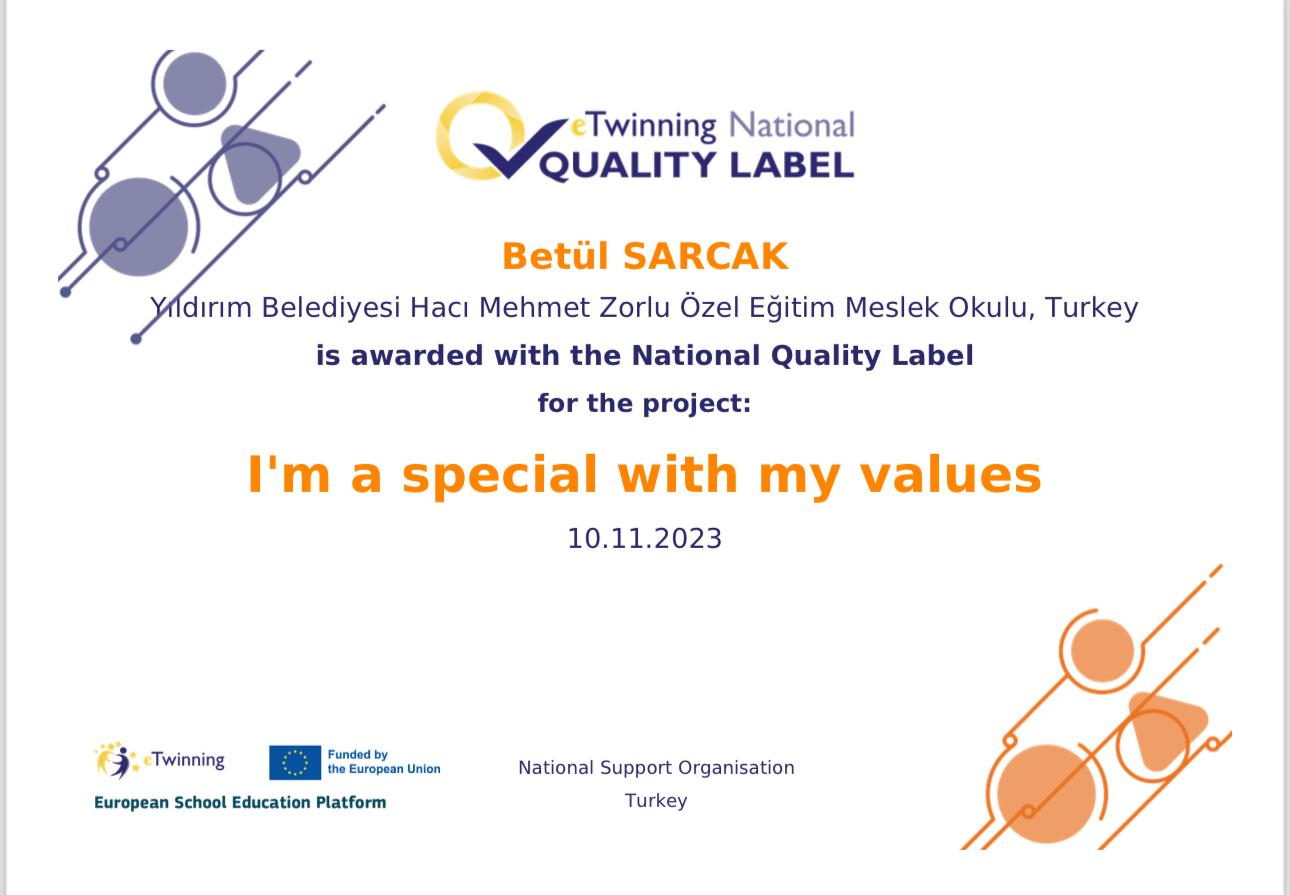 eTwinning National
QUALITY LABEL
Betül SARCAK
Yıldırım Belediyesi Hacı Mehmet Zorlu Özel Eğitim Meslek Okulu, Turkey
is awarded with the National Quality Label
for the project:
I'm a special with my values
10.11.2023
eTwinning
Funded by
the European Union
European School Education Platform
National Support Organisation
Turkey